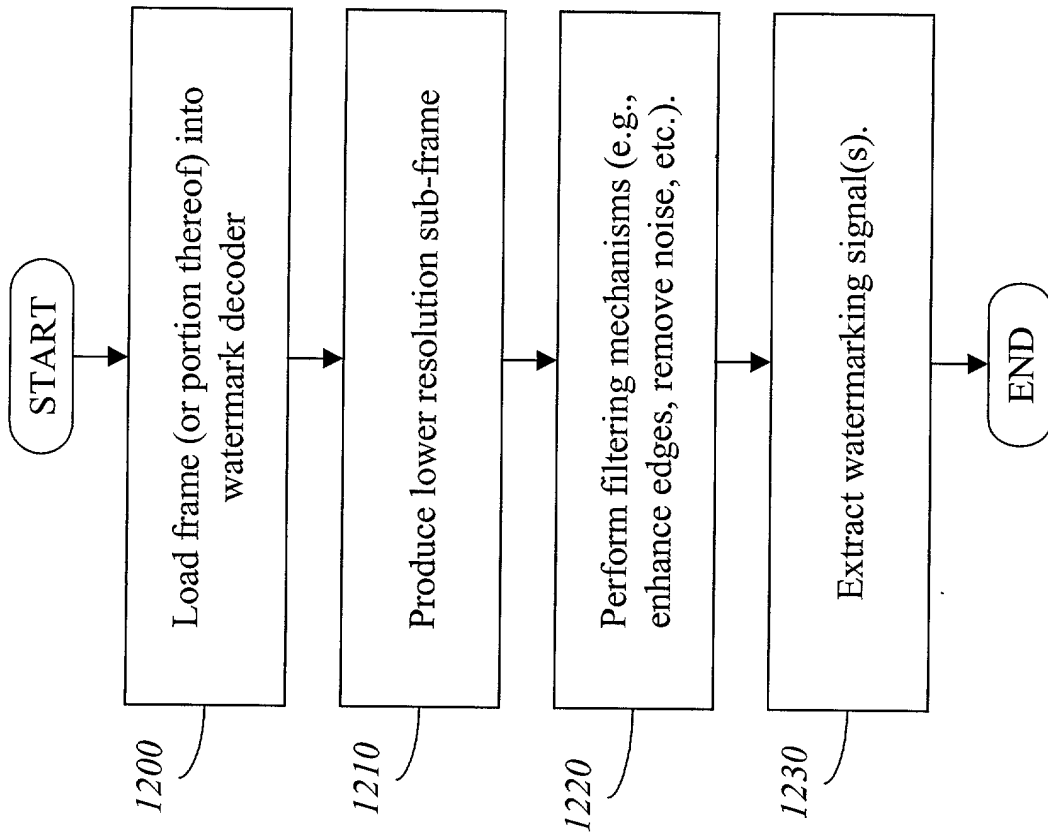 START
1200
Load frame (or portion thereof) into
watermark decoder
1210
Produce lower resolution sub-frame
1220
Perform filtering mechanisms (e.g.,
enhance edges, remove noise, etc.).
1230
Extract watermarking signal(s).
END